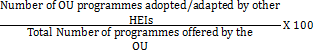 Number of OU programmes adopted/adapted by other
HEIs
Total Number of programmes offered by the
OU
X 100